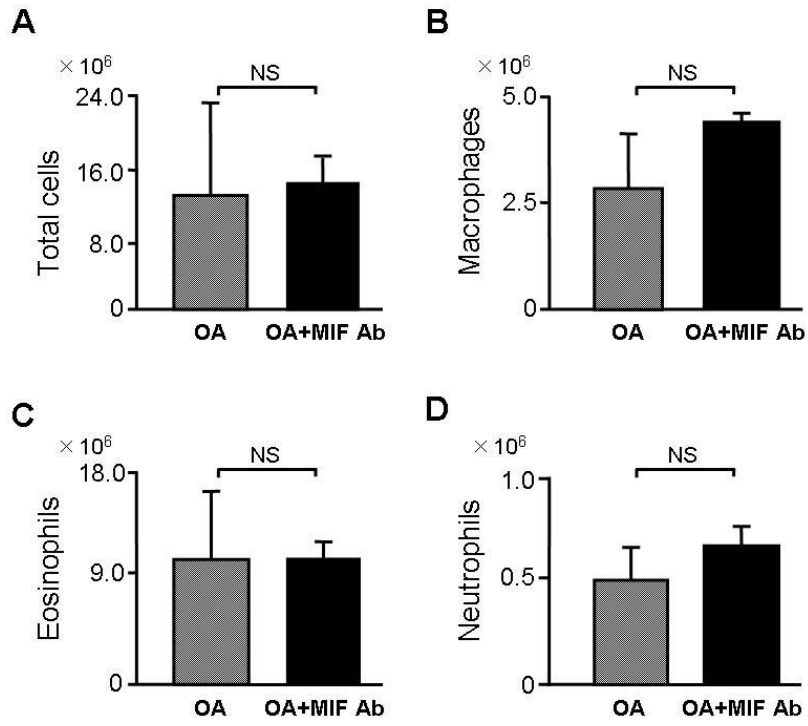 A
× 10⁶
Total cells
24.0
16.0
8.0
0
NS
OA
OA+MIF Ab
B
× 10⁶
Macrophages
5.0
2.5
0
NS
OA
OA+MIF Ab
C
× 10⁶
Eosinophils
18.0
9.0
0
NS
OA
OA+MIF Ab
D
× 10⁶
Neutrophils
1.0
0.5
0
NS
OA
OA+MIF Ab